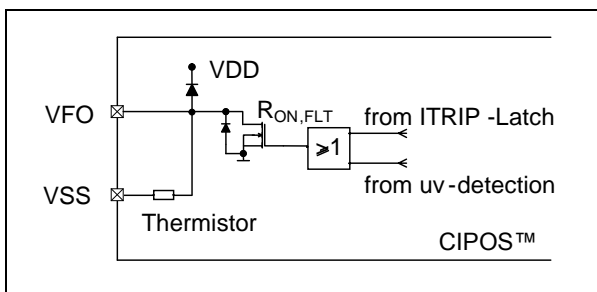 VDD
VFO
RON,FLT
from ITRIP -Latch
≥1
from uv-detection
VSS
Thermistor
CIPOS™